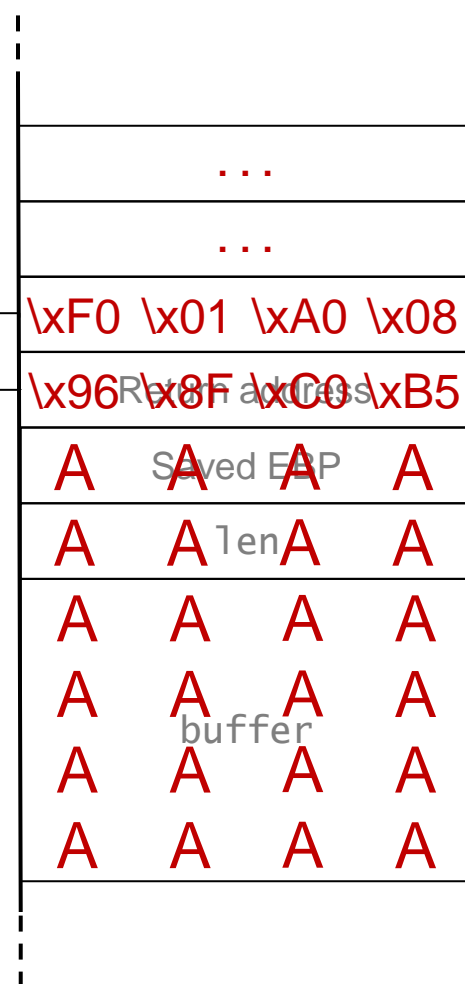 ...
...
\xF0 \x01 \xA0 \x08
\x96 \x8F \xC0 \xB5
Return address
A A A A
Saved EBP
A A A A
len
A A A A
A A A A
buffer
A A A A
A A A A